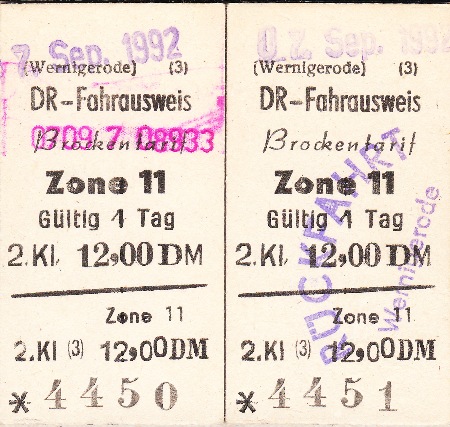 7. Sep. 1992
(Wernigerode) (3)
DR-Fahrausweis
Brockentarif
0709 7 08933
Zone 11
Gültig 1 Tag
2.Kl. 12,00 DM
Zone 11
2.Kl (3) 12,00 DM
* 4450
0 7. Sep. 1992
(Wernigerode) (3)
DR-Fahrausweis
Brockentarif
Zone 11
Gültig 1 Tag
2.Kl. 12,00 DM
RÜCKFAHRT
Wernigerode
Zone 11
2.Kl (3) 12,00 DM
* 4451